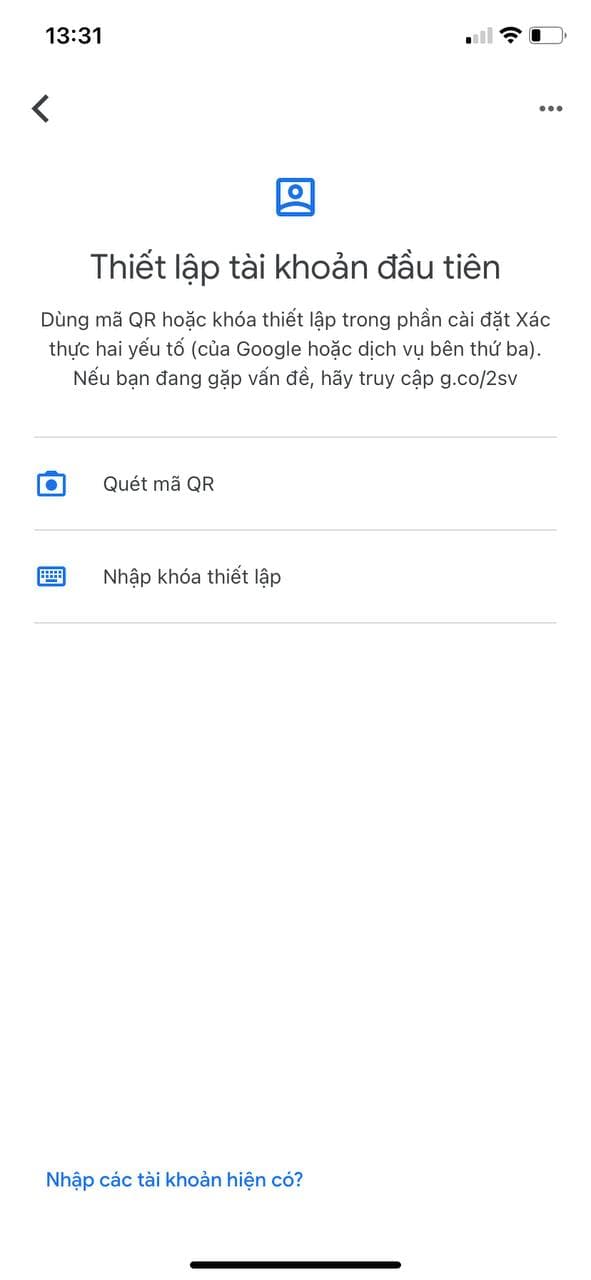 13:31
Thiết lập tài khoản đầu tiên
Dùng mã QR hoặc khóa thiết lập trong phần cài đặt Xác
thực hai yếu tố (của Google hoặc dịch vụ bên thứ ba).
Nếu bạn đang gặp vấn đề, hãy truy cập g.co/2sv
Quét mã QR
Nhập khóa thiết lập
Nhập các tài khoản hiện có?